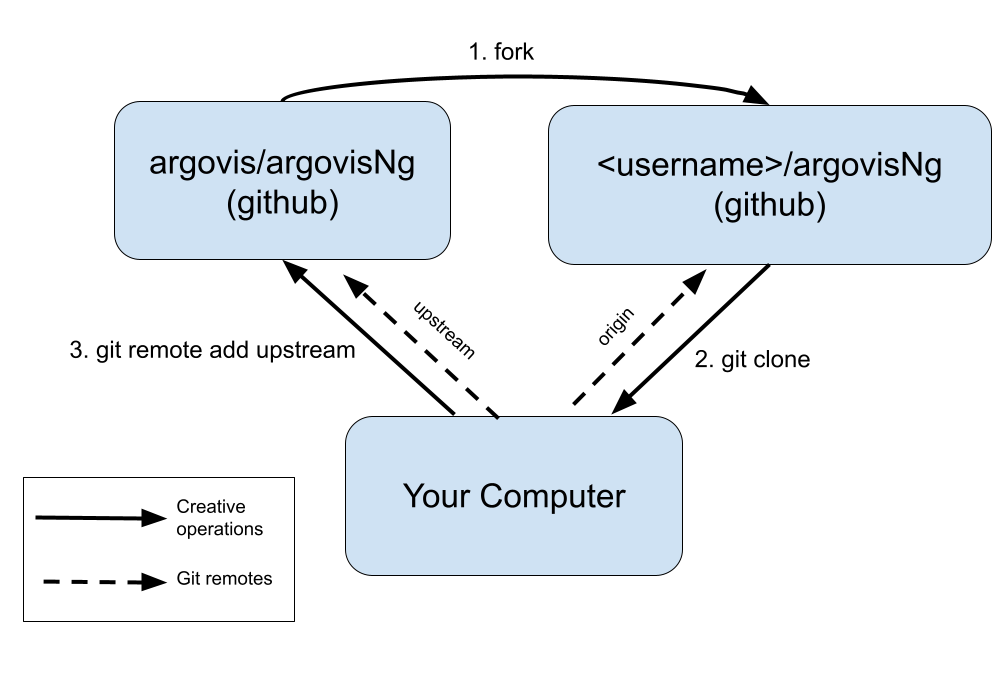 1. fork
argovis/argovisNg
(github)
<username>/argovisNg
(github)
upstream
origin
3. git remote add upstream
2. git clone
Your Computer
Creative
operations
Git remotes